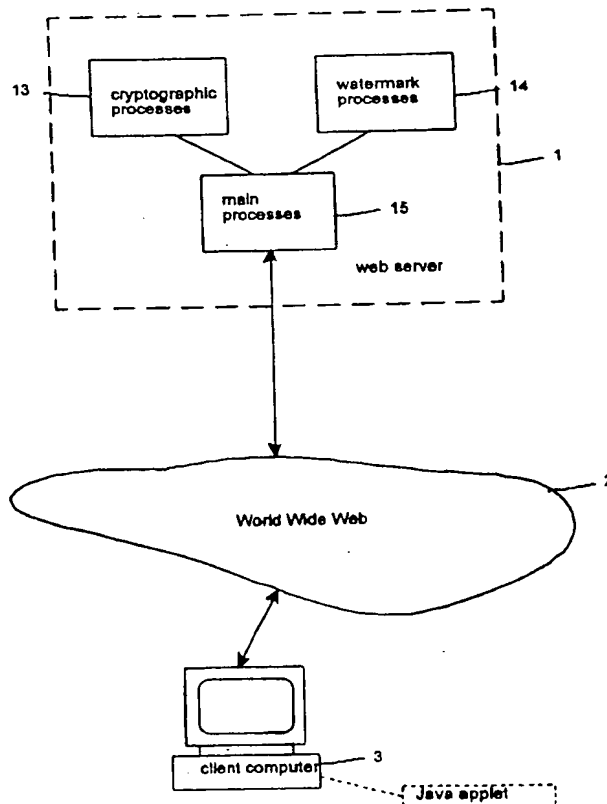 13
cryptographic
processes
watermark
processes
14
1
main
processes
15
web server
2
World Wide Web
client computer
3
Java applet